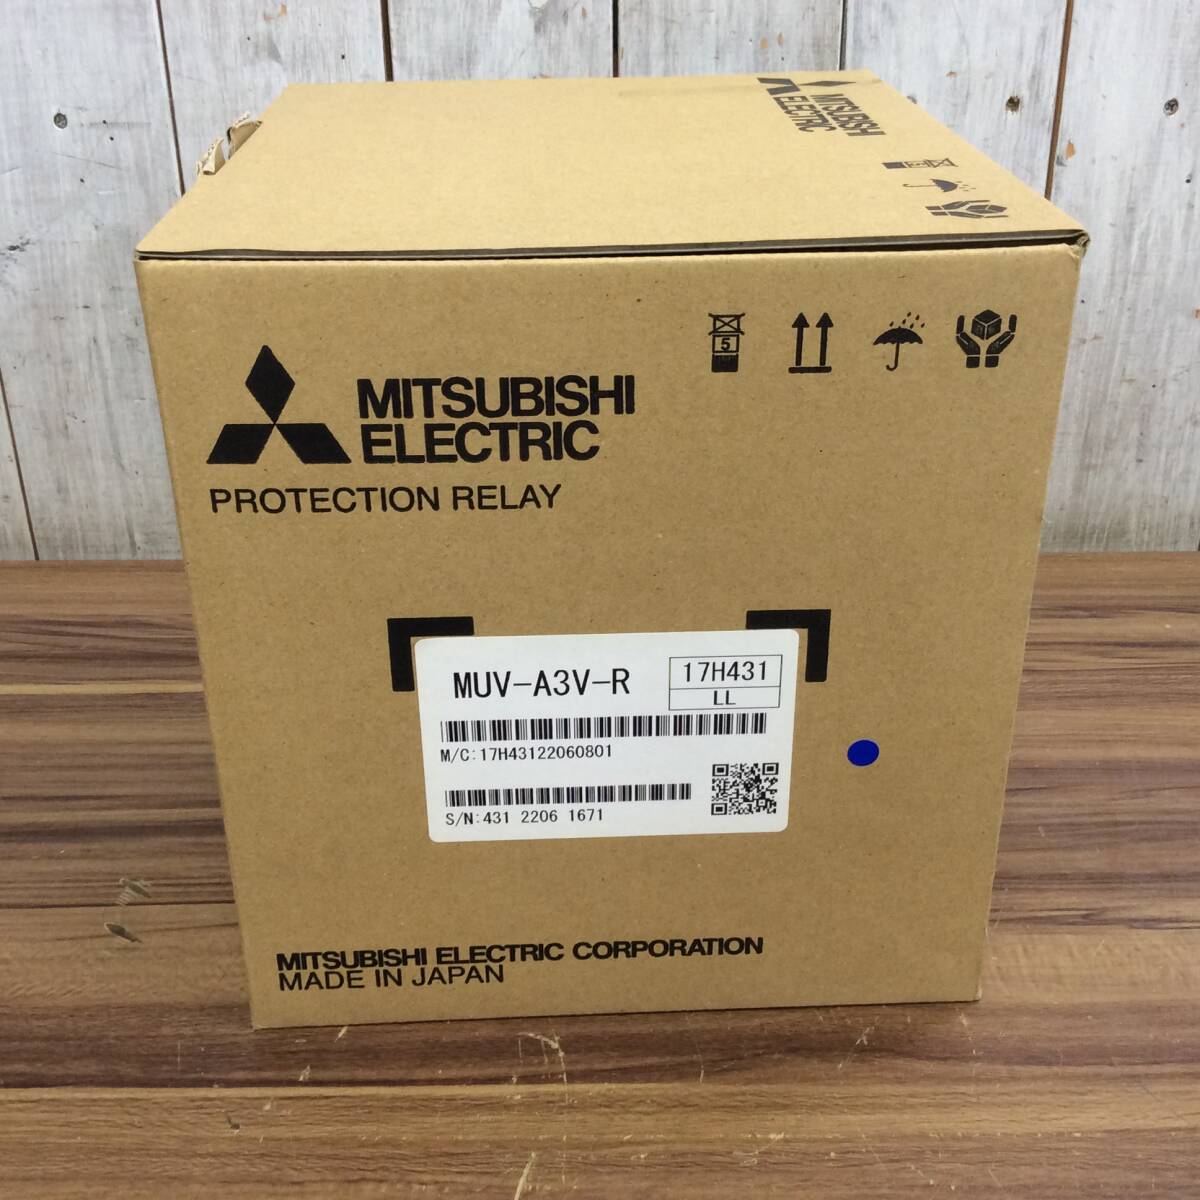 MITSUBISHI
ELECTRIC
5
MITSUBISHI
ELECTRIC
PROTECTION RELAY
MUV-A3V-R
17H431
LL
M/C:17H43122060801
S/N:431 2206 1671
MITSUBISHI ELECTRIC CORPORATION
MADE IN JAPAN